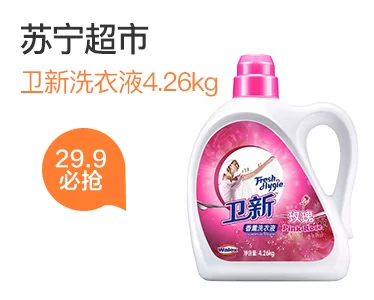 苏宁超市
卫新洗衣液4.26kg
29.9
必抢
Fresh
Hygie
卫新
香薰洗衣液
玫瑰
Pink Rose
Walex
净含量:4.26kg